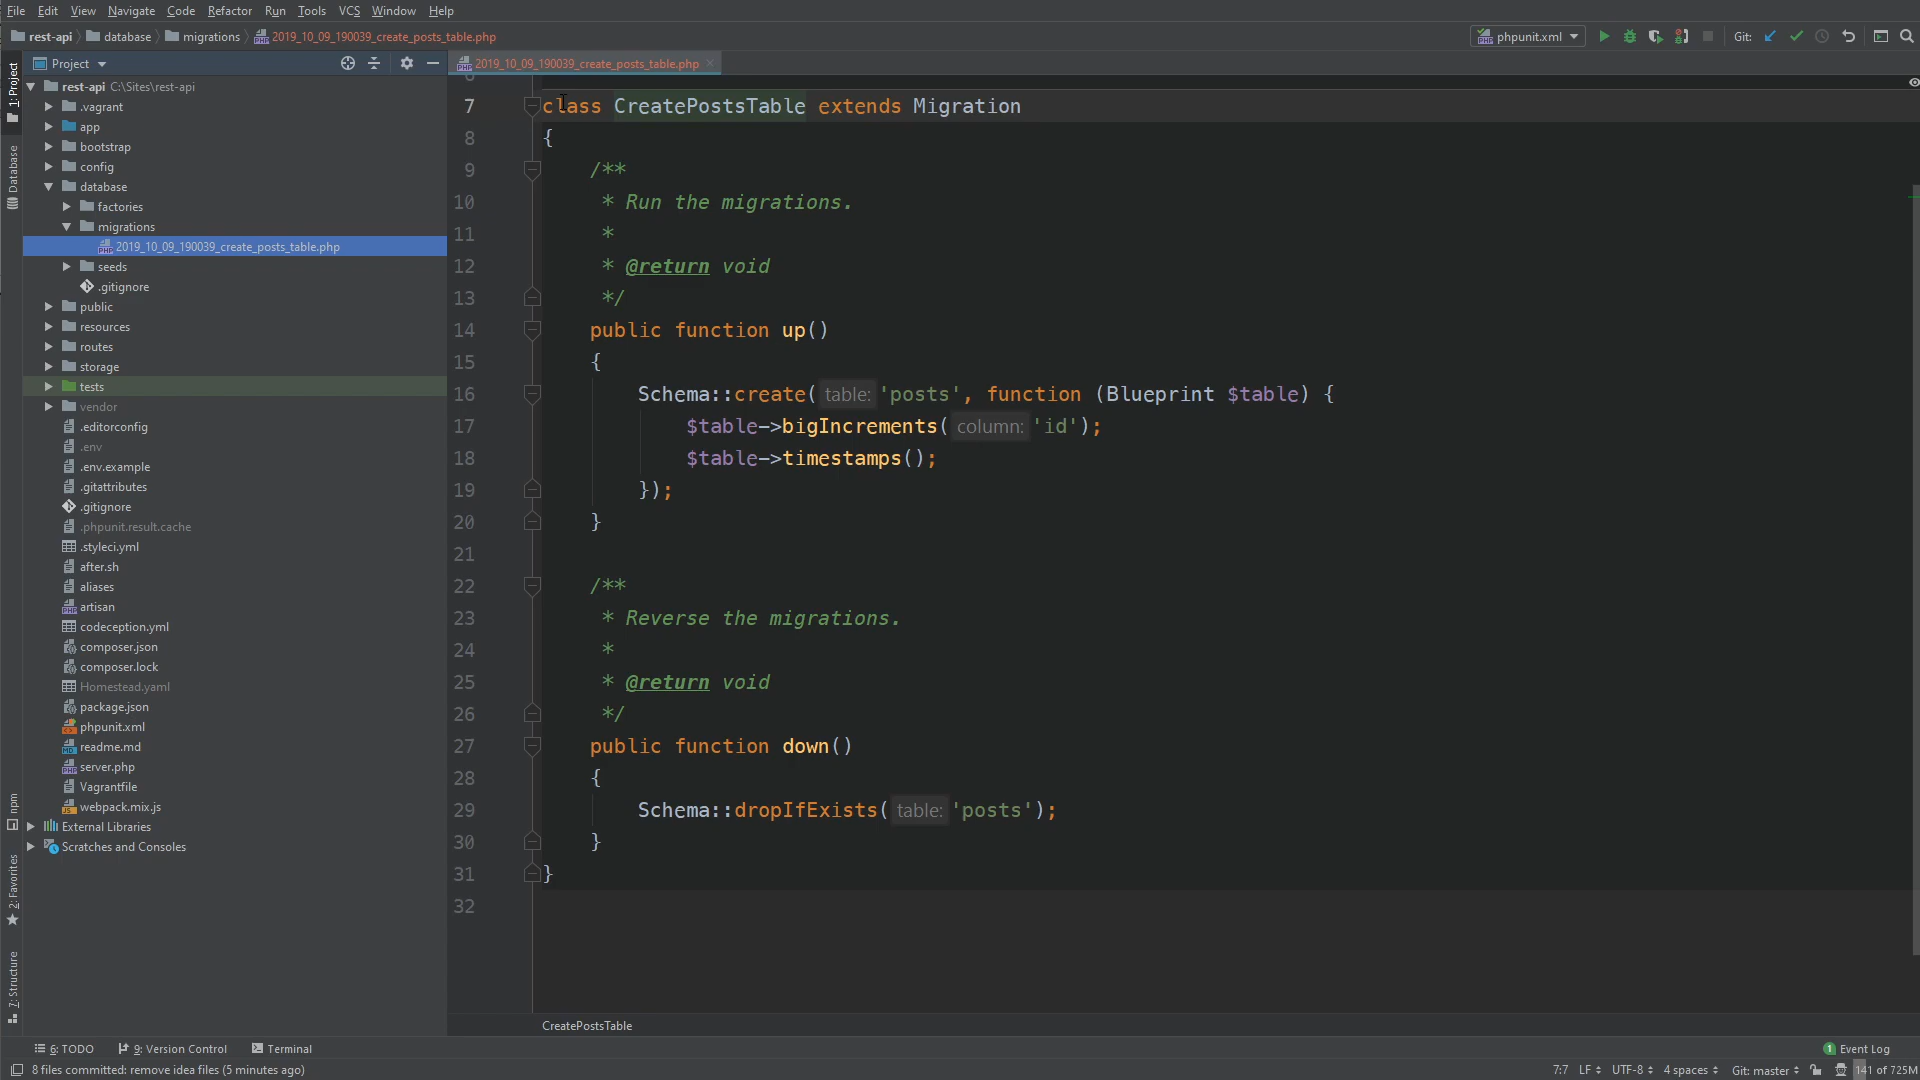 File Edit View Navigate Code Refactor Run Tools VCS Window Help
rest-api database migrations 2019_10_09_190039_create_posts_table.php phpunit.xml Git:
Project 2019_10_09_190039_create_posts_table.php
1: Project
Database
npm
2: Favorites
7: Structure
rest-api C:\Sites\rest-api
.vagrant
app
bootstrap
config
database
factories
migrations
2019_10_09_190039_create_posts_table.php
seeds
.gitignore
public
resources
routes
storage
tests
vendor
.editorconfig
.env
.env.example
.gitattributes
.gitignore
.phpunit.result.cache
.styleci.yml
after.sh
aliases
artisan
codeception.yml
composer.json
composer.lock
Homestead.yaml
package.json
phpunit.xml
readme.md
server.php
Vagrantfile
webpack.mix.js
External Libraries
Scratches and Consoles
7 class CreatePostsTable extends Migration
8 {
9 /**
10 * Run the migrations.
11 *
12 * @return void
13 */
14 public function up()
15 {
16 Schema::create( table: 'posts', function (Blueprint $table) {
17 $table->bigIncrements( column: 'id');
18 $table->timestamps();
19 });
20 }
21
22 /**
23 * Reverse the migrations.
24 *
25 * @return void
26 */
27 public function down()
28 {
29 Schema::dropIfExists( table: 'posts');
30 }
31 }
32
CreatePostsTable
6: TODO 9: Version Control Terminal 1 Event Log
8 files committed: remove idea files (5 minutes ago) 7:7 LF UTF-8 4 spaces Git: master 141 of 725M